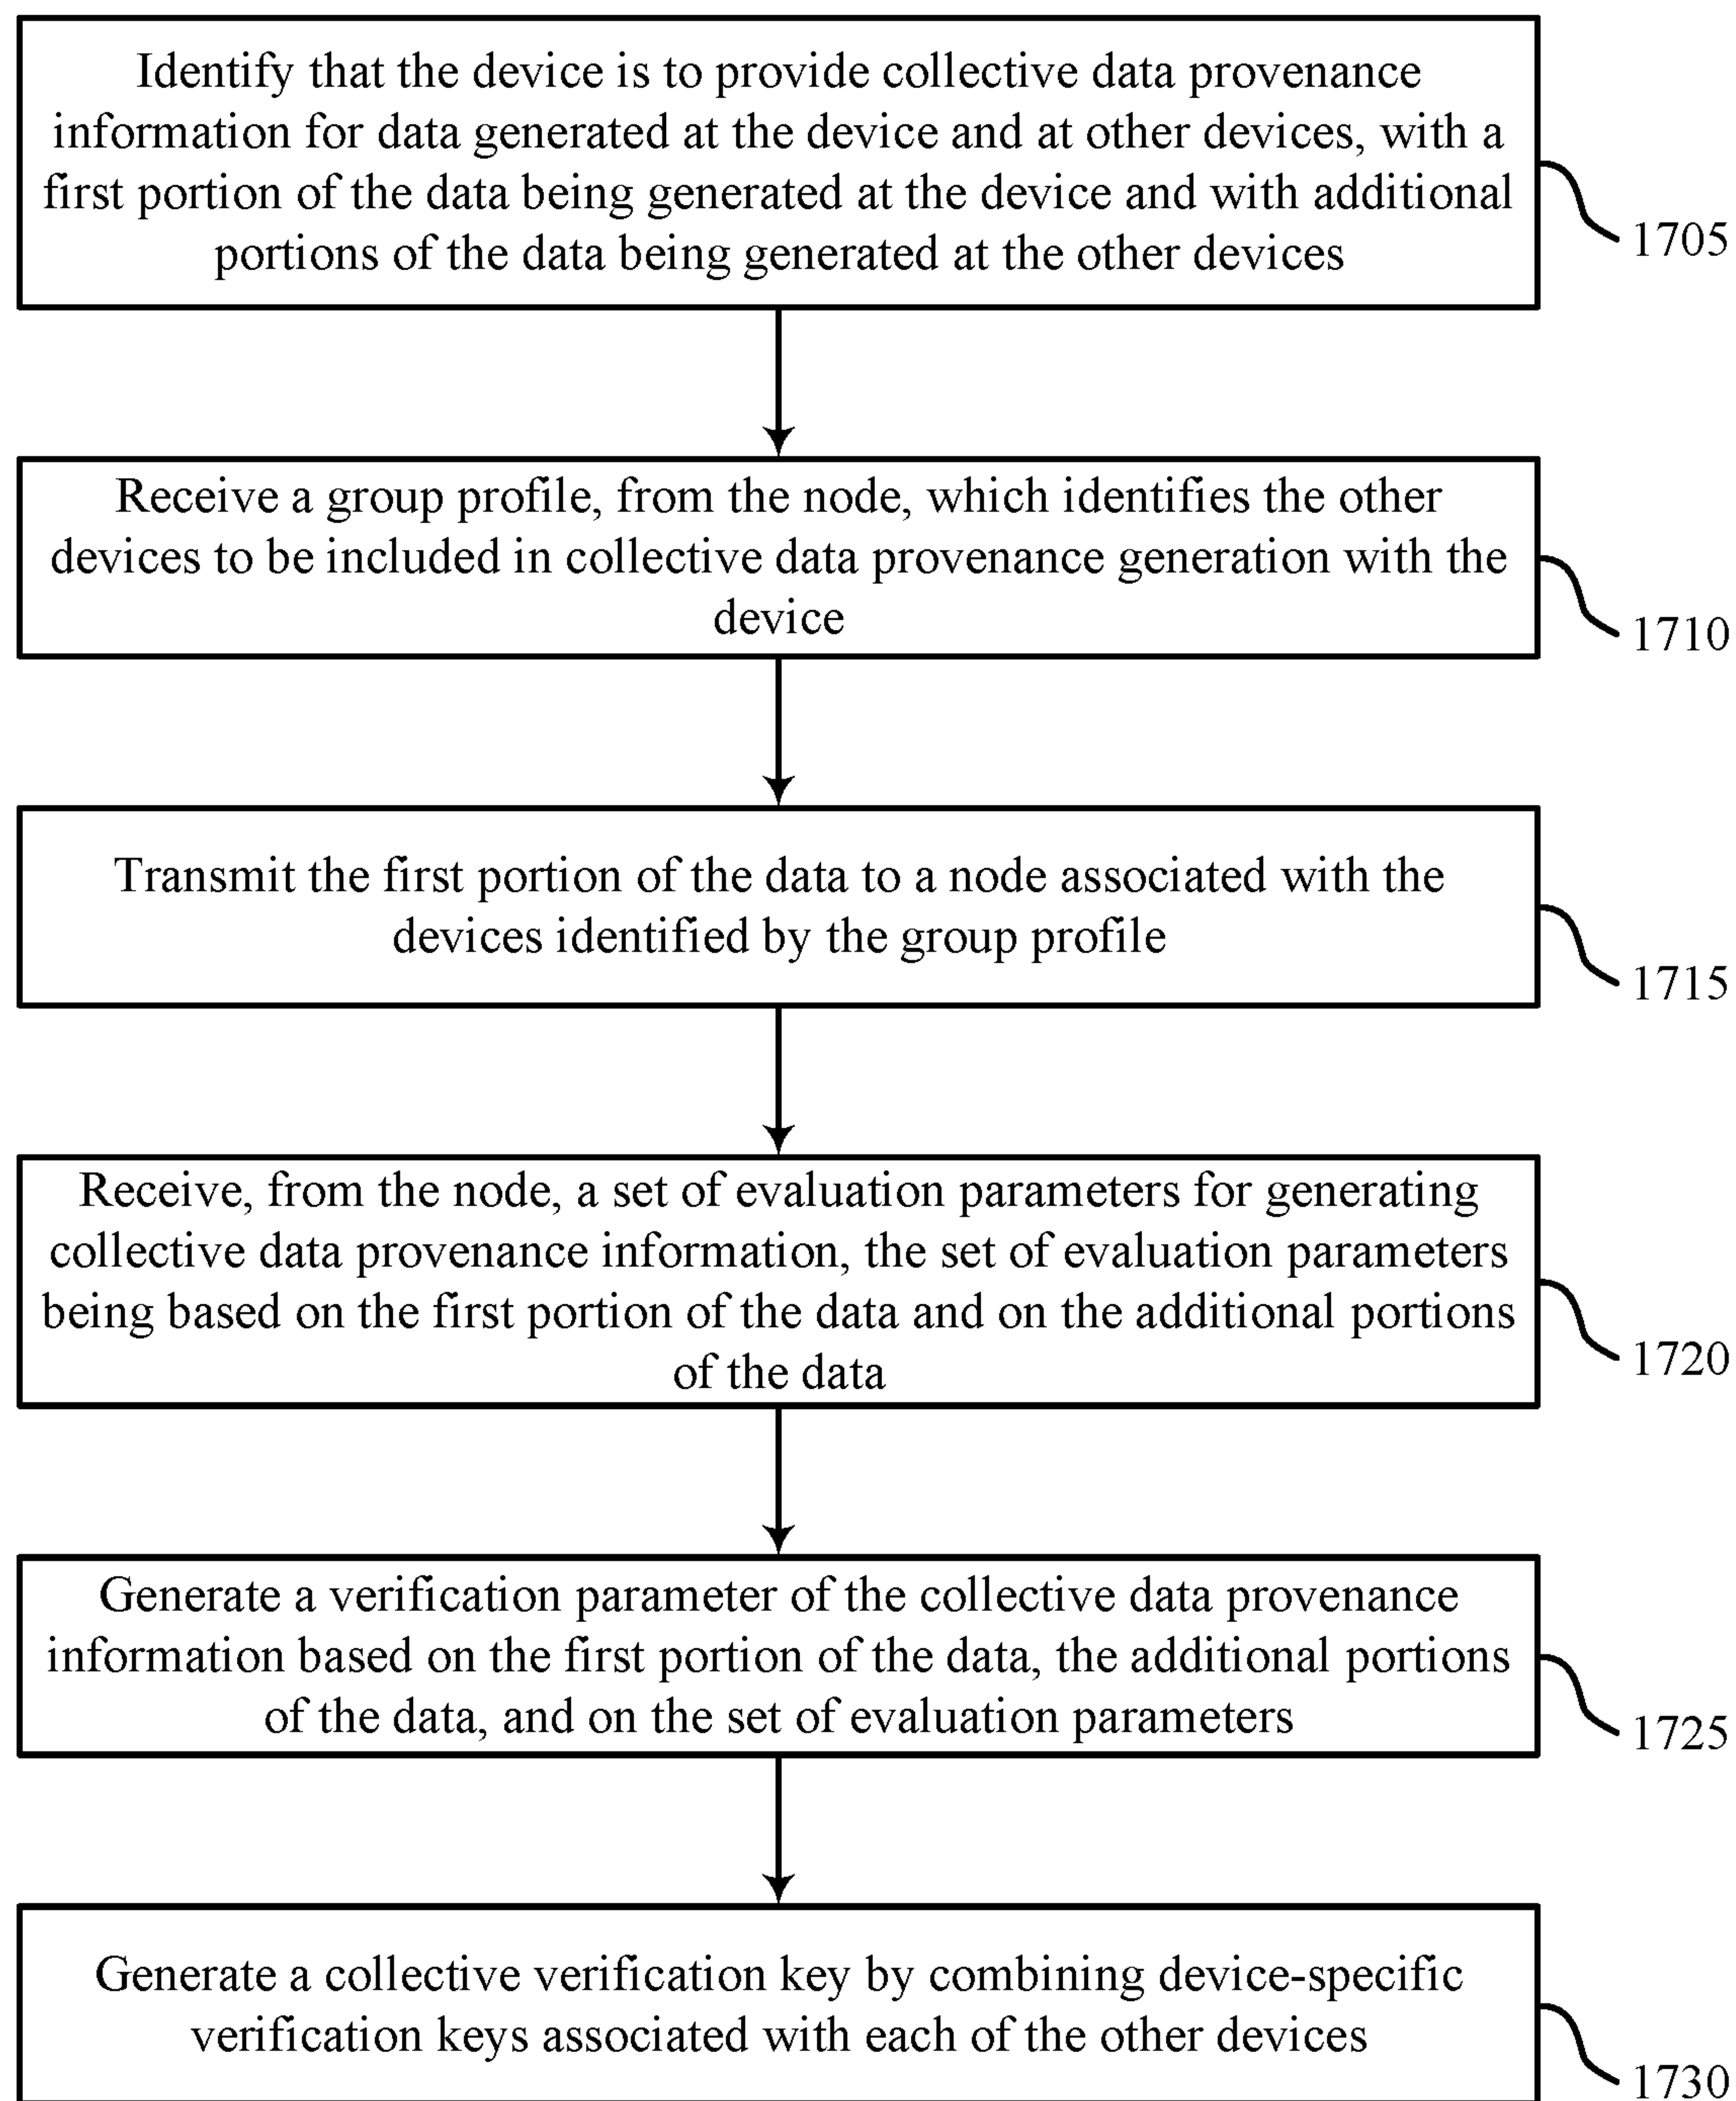 Identify that the device is to provide collective data provenance
information for data generated at the device and at other devices, with a
first portion of the data being generated at the device and with additional
portions of the data being generated at the other devices
1705
Receive a group profile, from the node, which identifies the other
devices to be included in collective data provenance generation with the
device
1710
Transmit the first portion of the data to a node associated with the
devices identified by the group profile
1715
Receive, from the node, a set of evaluation parameters for generating
collective data provenance information, the set of evaluation parameters
being based on the first portion of the data and on the additional portions
of the data
1720
Generate a verification parameter of the collective data provenance
information based on the first portion of the data, the additional portions
of the data, and on the set of evaluation parameters
1725
Generate a collective verification key by combining device-specific
verification keys associated with each of the other devices
1730